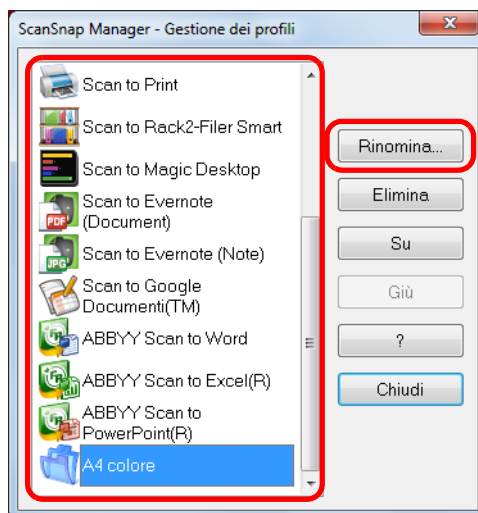 ScanSnap Manager - Gestione dei profili
Scan to Print
Scan to Rack2-Filer Smart
Scan to Magic Desktop
Scan to Evernote
(Document)
PDF
Scan to Evernote (Note)
JPG
Scan to Google
Documenti(TM)
ABBYY Scan to Word
ABBYY Scan to Excel(R)
ABBYY Scan to
PowerPoint(R)
A4 colore
Rinomina...
Elimina
Su
Giù
?
Chiudi